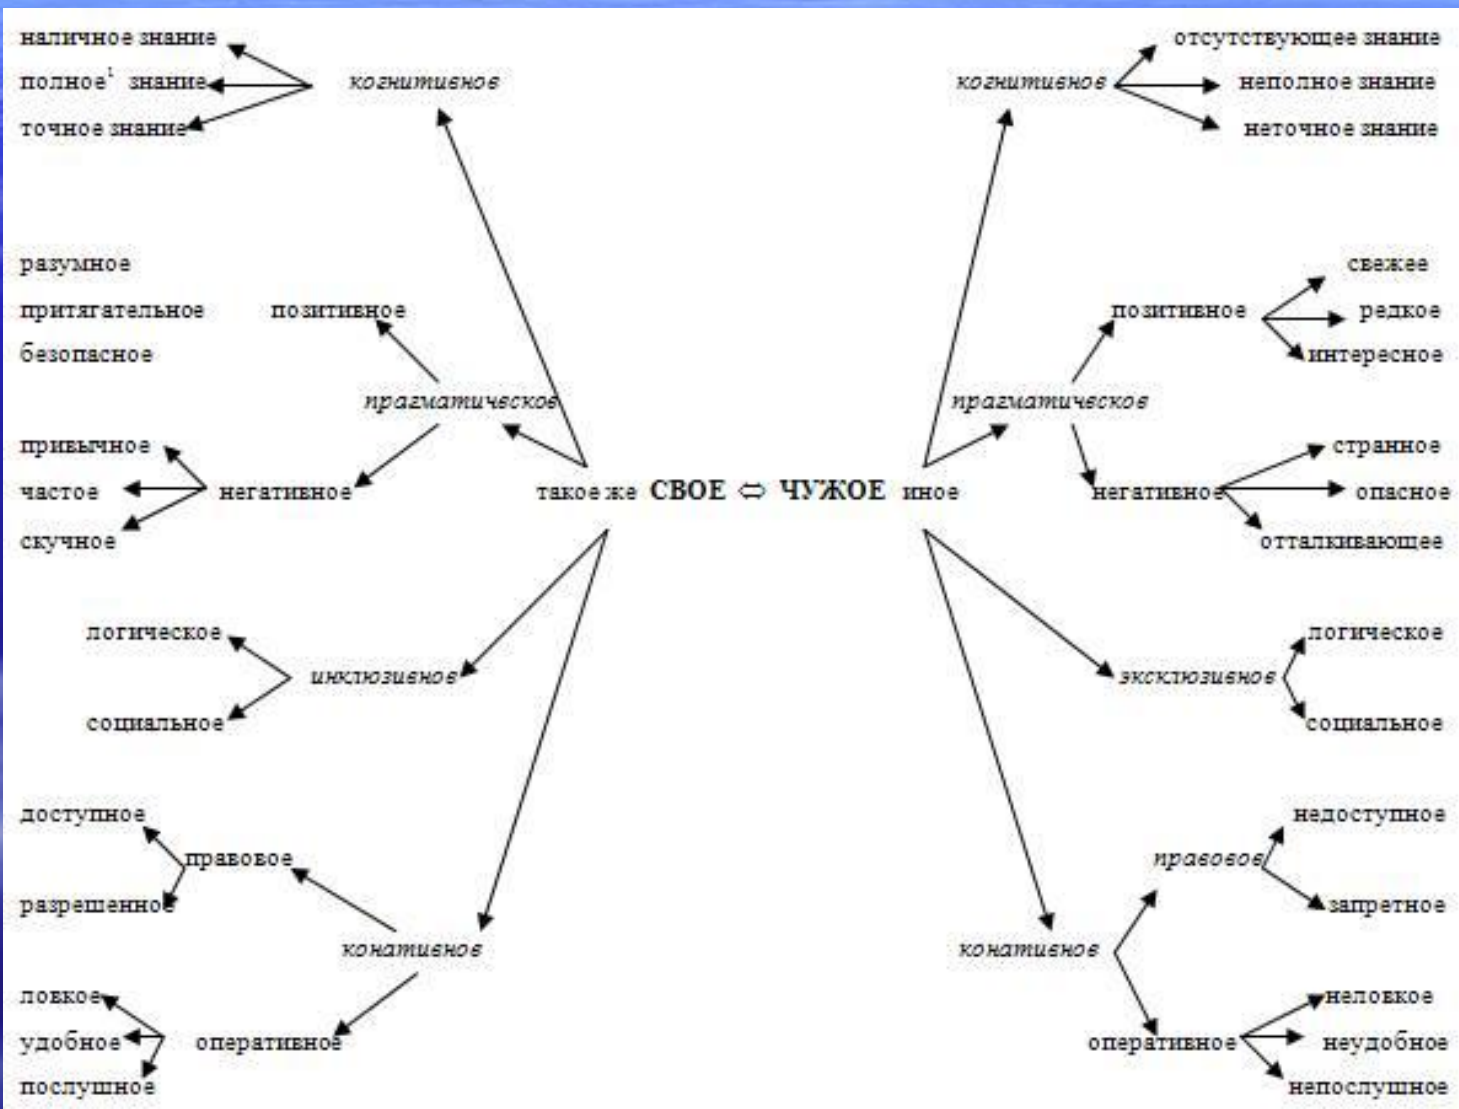 наличное знание
полное¹ знание
точное знание
когнитивное
когнитивное
отсутствующее знание
неполное знание
неточное знание
разумное
притягательное
безопасное
позитивное
позитивное
свежее
редкое
интересное
прагматическое
прагматическое
привычное
частое
скучное
негативное
такое же СВОЕ ⇔ ЧУЖОЕ иное
негативное
странное
опасное
отталкивающее
логическое
социальное
инклюзивное
эксклюзивное
логическое
социальное
доступное
разрешенное
правовое
правовое
недоступное
запретное
конативное
конативное
ловкое
удобное
послушное
оперативное
оперативное
неловкое
неудобное
непослушное